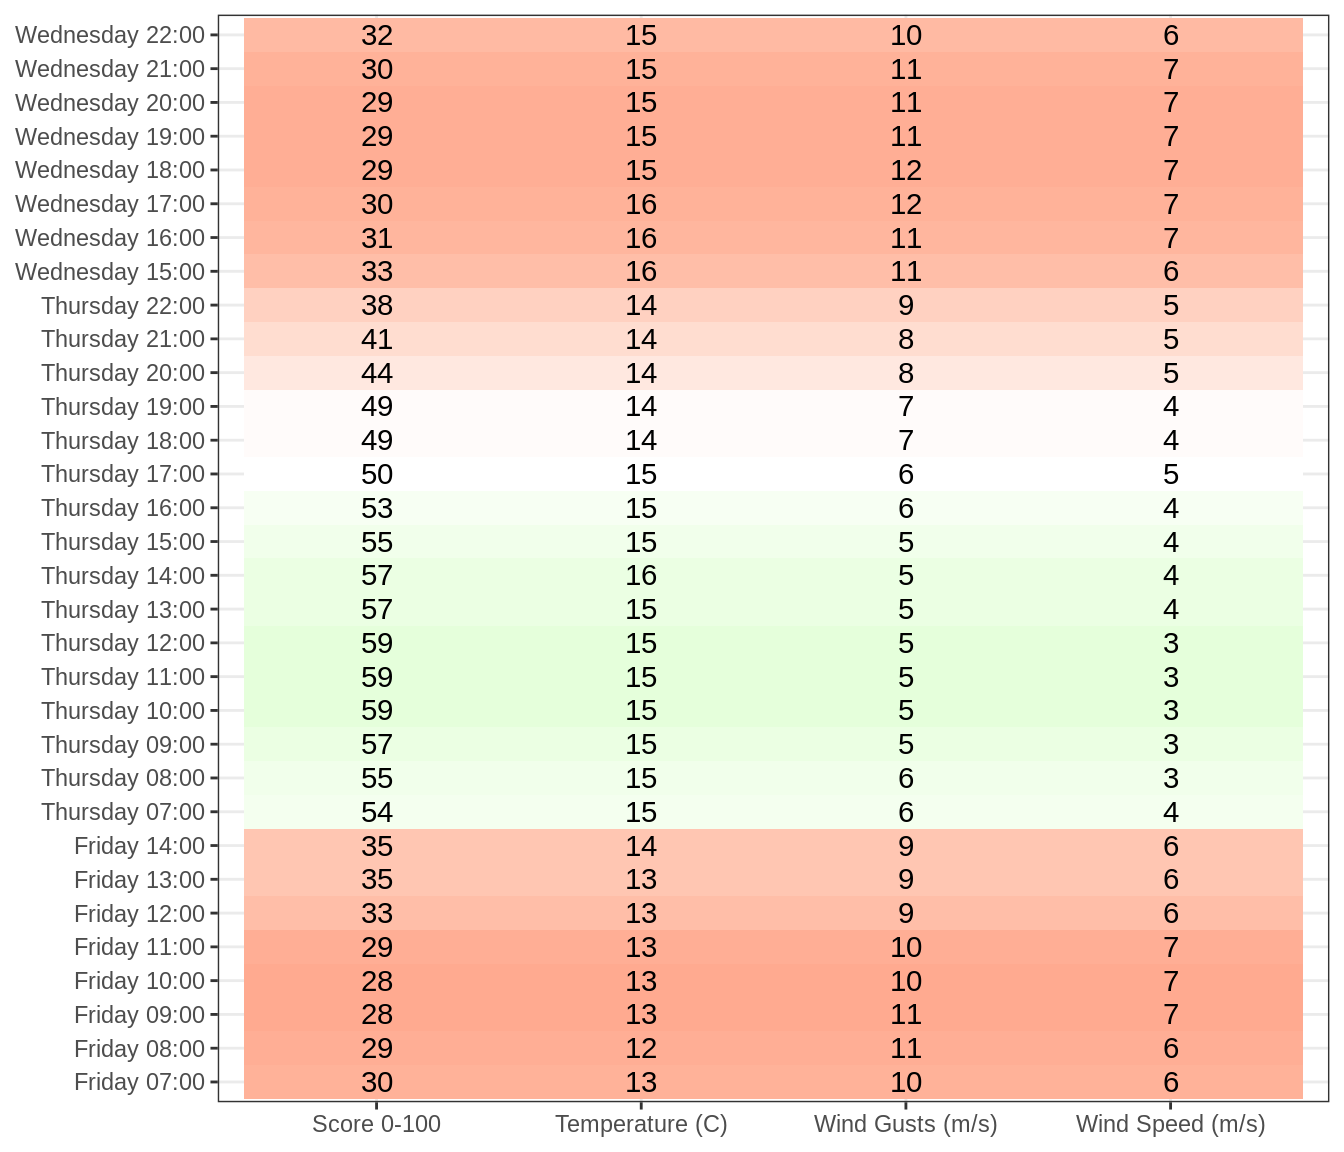 Wednesday 22:00 32 15 10 6
Wednesday 21:00 30 15 11 7
Wednesday 20:00 29 15 11 7
Wednesday 19:00 29 15 11 7
Wednesday 18:00 29 15 12 7
Wednesday 17:00 30 16 12 7
Wednesday 16:00 31 16 11 7
Wednesday 15:00 33 16 11 6
Thursday 22:00 38 14 9 5
Thursday 21:00 41 14 8 5
Thursday 20:00 44 14 8 5
Thursday 19:00 49 14 7 4
Thursday 18:00 49 14 7 4
Thursday 17:00 50 15 6 5
Thursday 16:00 53 15 6 4
Thursday 15:00 55 15 5 4
Thursday 14:00 57 16 5 4
Thursday 13:00 57 15 5 4
Thursday 12:00 59 15 5 3
Thursday 11:00 59 15 5 3
Thursday 10:00 59 15 5 3
Thursday 09:00 57 15 5 3
Thursday 08:00 55 15 6 3
Thursday 07:00 54 15 6 4
Friday 14:00 35 14 9 6
Friday 13:00 35 13 9 6
Friday 12:00 33 13 9 6
Friday 11:00 29 13 10 7
Friday 10:00 28 13 10 7
Friday 09:00 28 13 11 7
Friday 08:00 29 12 11 6
Friday 07:00 30 13 10 6
Score 0-100 Temperature (C) Wind Gusts (m/s) Wind Speed (m/s)